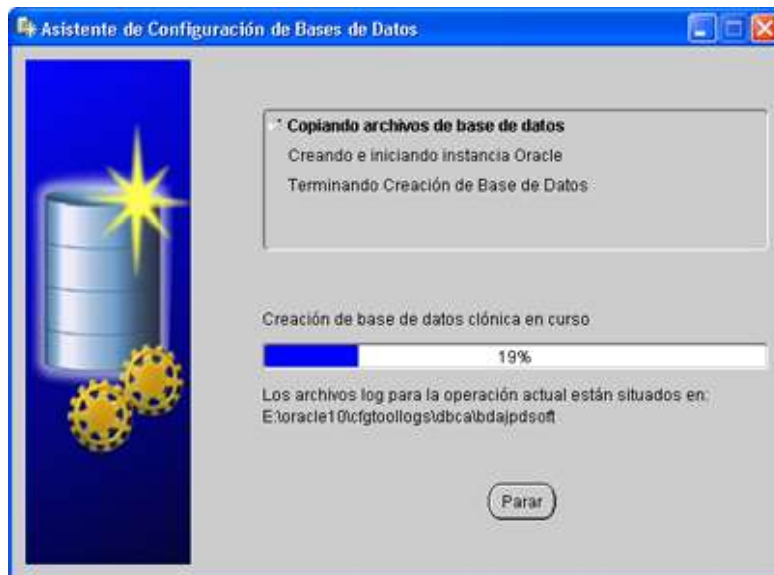 Asistente de Configuración de Bases de Datos
Copiando archivos de base de datos
Creando e iniciando instancia Oracle
Terminando Creación de Base de Datos
Creación de base de datos clónica en curso
19%
Los archivos log para la operación actual están situados en:
E:\oracle10\cfgtoollogs\dbca\bdajpdsoft
Parar